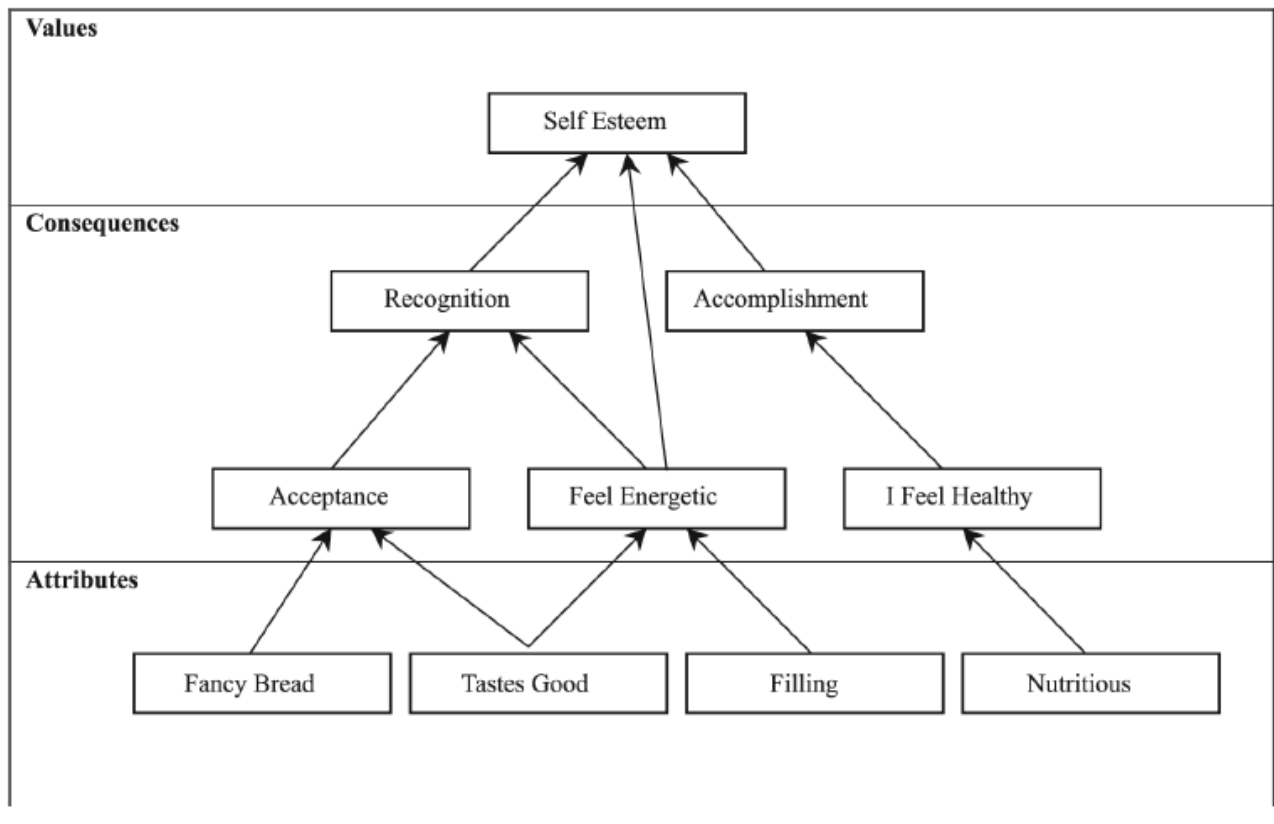 Values
Self Esteem
Consequences
Recognition
Accomplishment
Acceptance
Feel Energetic
I Feel Healthy
Attributes
Fancy Bread
Tastes Good
Filling
Nutritious